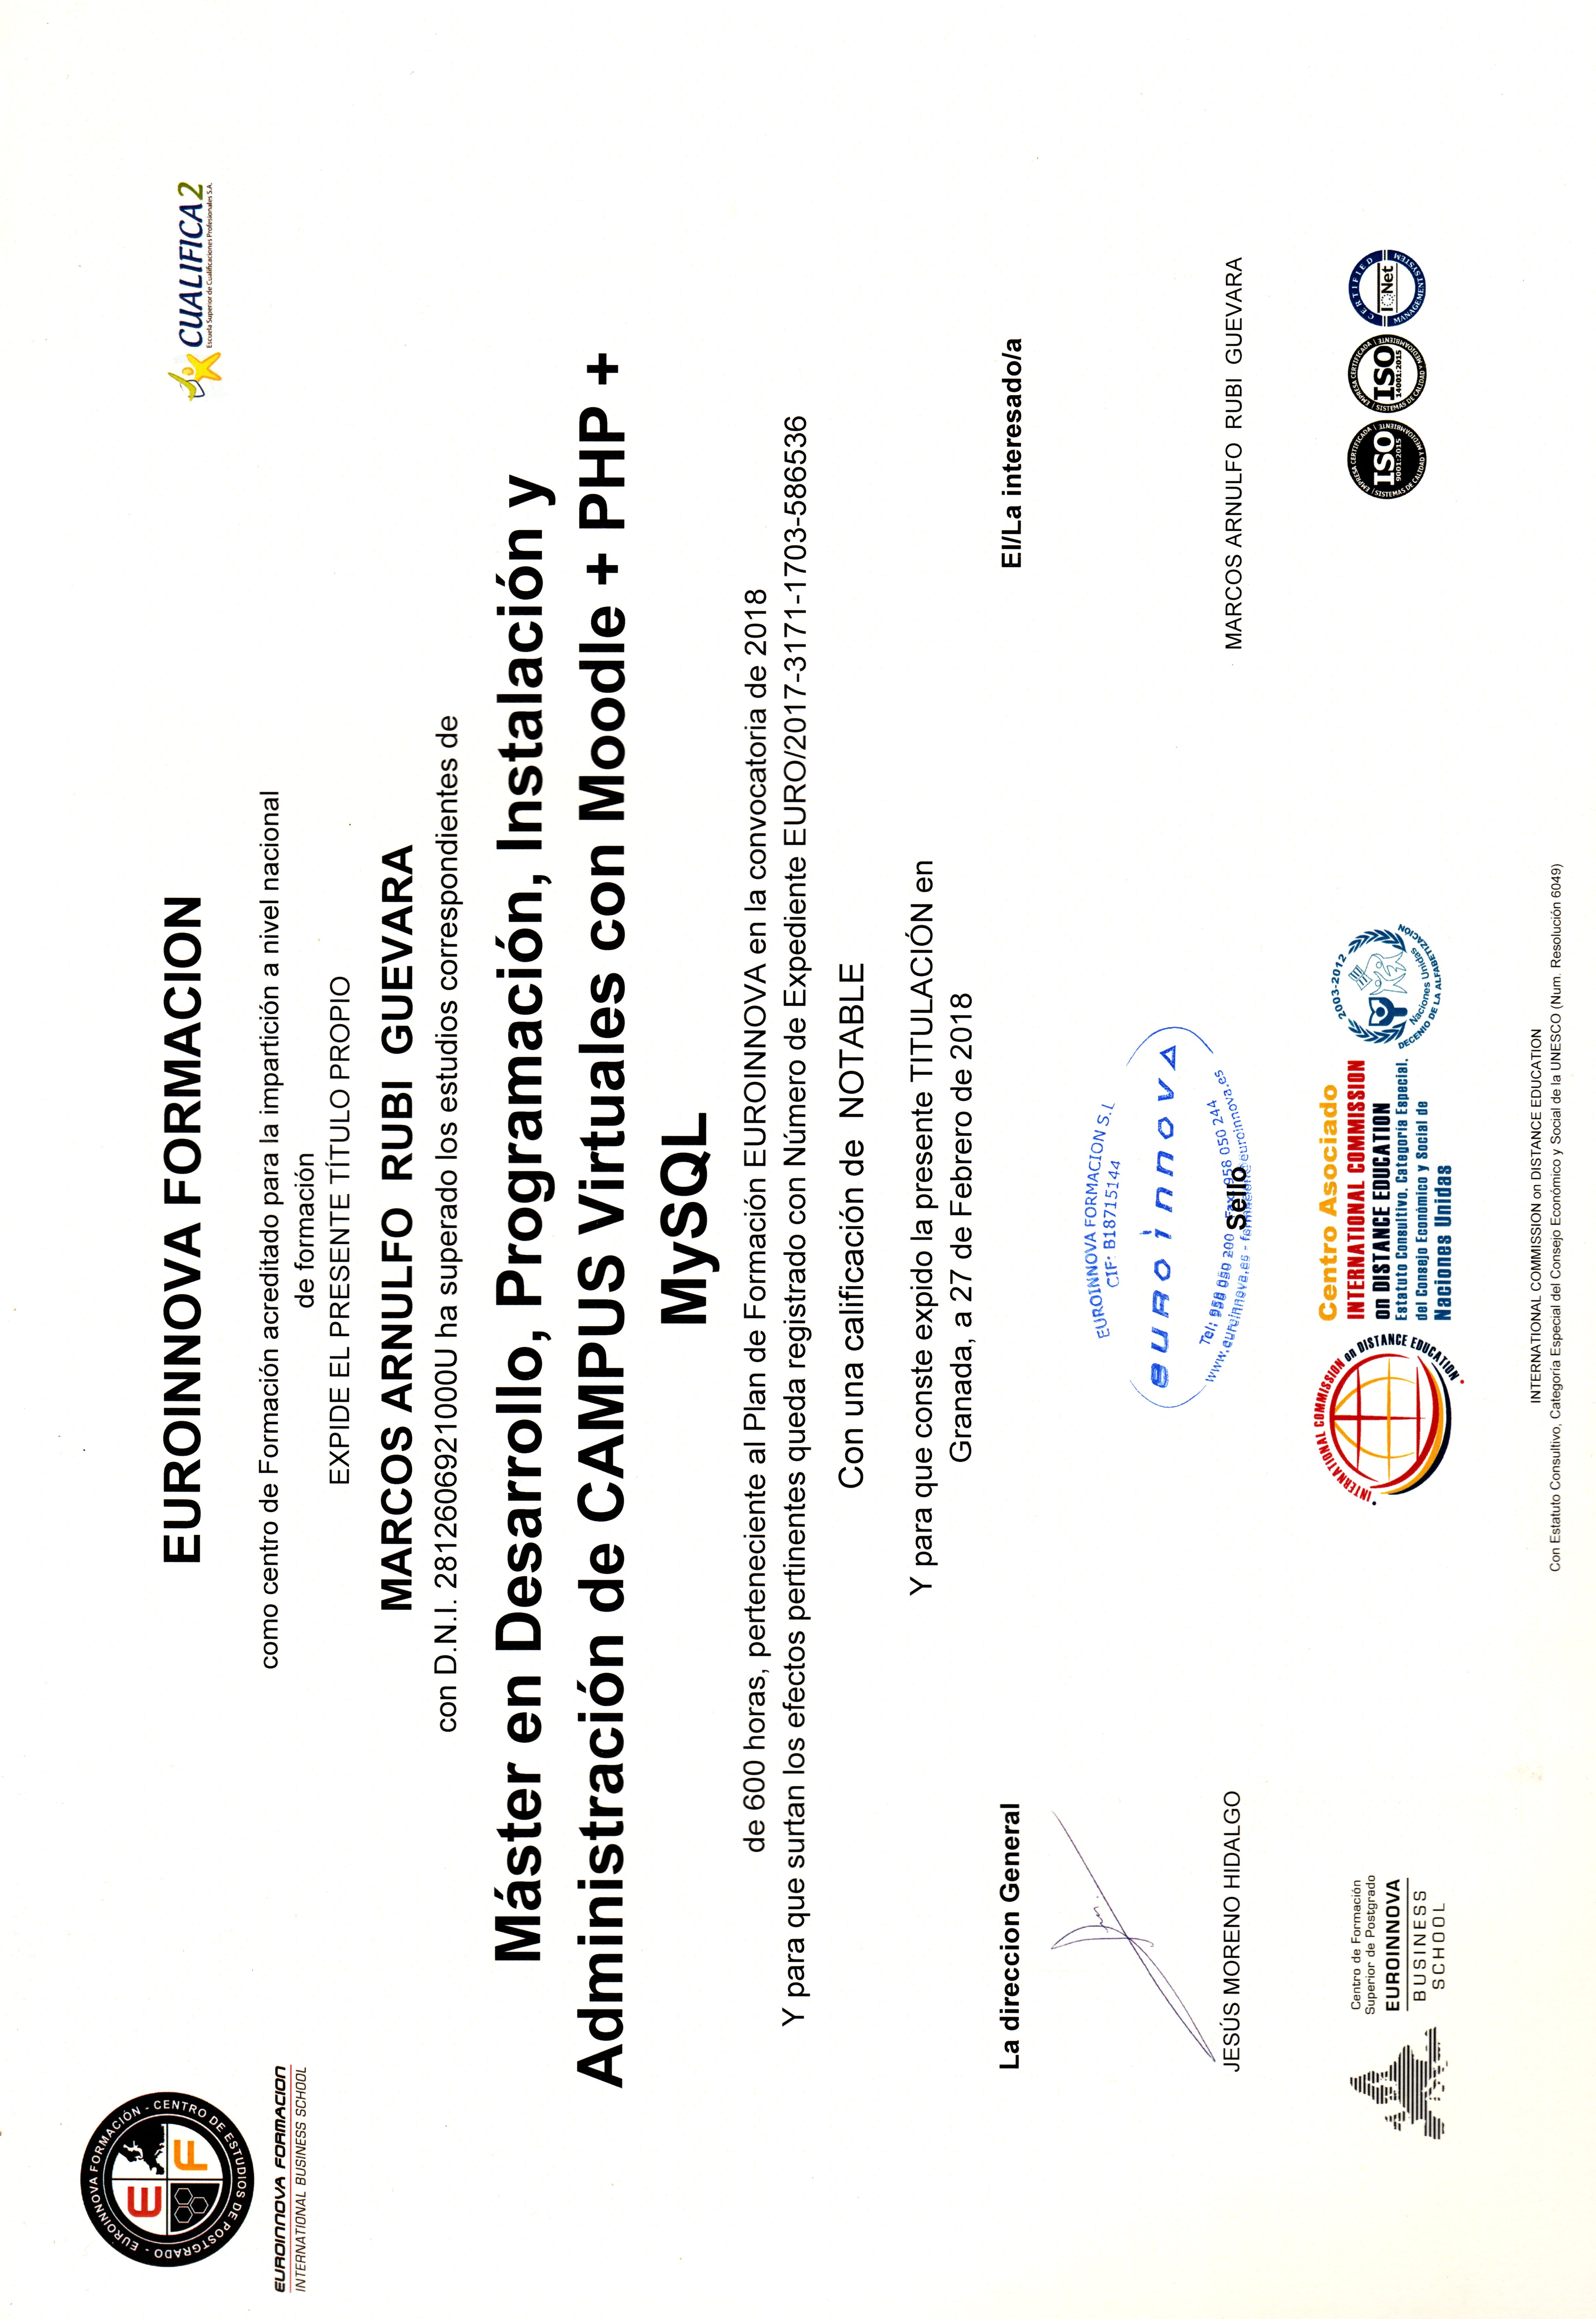 EUROINNOVA FORMACIÓN - CENTRO DE ESTUDIOS DE POSTGRADO -
E
F
EUROINNOVA FORMACION
INTERNATIONAL BUSINESS SCHOOL
CUALIFICA2
Escuela Superior de Cualificaciones Profesionales S.A.
EUROINNOVA FORMACION
como centro de Formación acreditado para la impartición a nivel nacional
de formación
EXPIDE EL PRESENTE TÍTULO PROPIO
MARCOS ARNULFO RUBI GUEVARA
con D.N.I. 2812606921000U ha superado los estudios correspondientes de
Máster en Desarrollo, Programación, Instalación y
Administración de CAMPUS Virtuales con Moodle + PHP +
MySQL
de 600 horas, perteneciente al Plan de Formación EUROINNOVA en la convocatoria de 2018
Y para que surtan los efectos pertinentes queda registrado con Número de Expediente EURO/2017-3171-1703-586536
Con una calificación de NOTABLE
Y para que conste expido la presente TITULACIÓN en
Granada, a 27 de Febrero de 2018
La direccion General
El/La interesado/a
EUROINNOVA FORMACION S.L
CIF: B18715144
euroinnova
Tel: 958 050 200 - Fax: 958 050 244
www.euroinnova.es - formacion@euroinnova.es
Sello
JESÚS MORENO HIDALGO
MARCOS ARNULFO RUBI GUEVARA
Centro de Formación
Superior de Postgrado
EUROINNOVA
BUSINESS
SCHOOL
INTERNATIONAL COMMISSION on DISTANCE EDUCATION
Centro Asociado
INTERNATIONAL COMMISSION
on DISTANCE EDUCATION
Estatuto Consultivo, Categoría Especial,
del Consejo Económico y Social de
Naciones Unidas
2003-2012
Naciones Unidas
DECENIO DE LA ALFABETIZACIÓN
EMPRESA CERTIFICADA
ISO
9001:2015
SISTEMAS DE CALIDAD Y MEDIOAMBIENTE
EMPRESA CERTIFICADA
ISO
14001:2015
SISTEMAS DE CALIDAD Y MEDIOAMBIENTE
CERTIFIED
IQNet
MANAGEMENT SYSTEM
INTERNATIONAL COMMISSION on DISTANCE EDUCATION
Con Estatuto Consultivo, Categoría Especial del Consejo Económico y Social de la UNESCO (Num. Resolución 6049)